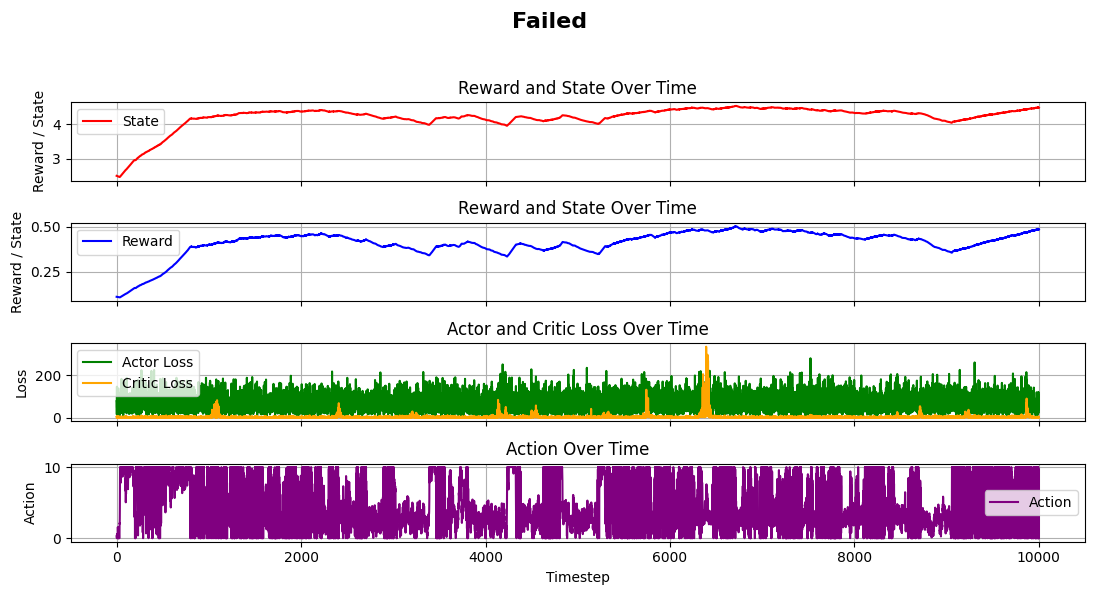 Failed
Reward and State Over Time
Reward / State
4
3
State
Reward and State Over Time
Reward / State
0.50
0.25
Reward
Actor and Critic Loss Over Time
Loss
200
0
Actor Loss
Critic Loss
Action Over Time
Action
10
0
Action
0 2000 4000 6000 8000 10000
Timestep